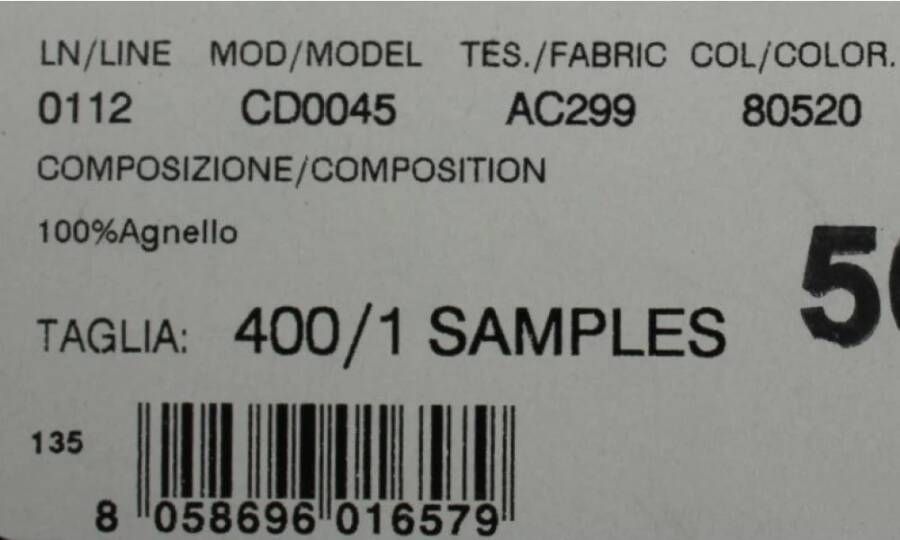 LN/LINE MOD/MODEL TES./FABRIC COL/COLOR.
0112 CD0045 AC299 80520
COMPOSIZIONE/COMPOSITION
100%Agnello
TAGLIA: 400/1 SAMPLES
135
8 058696 016579